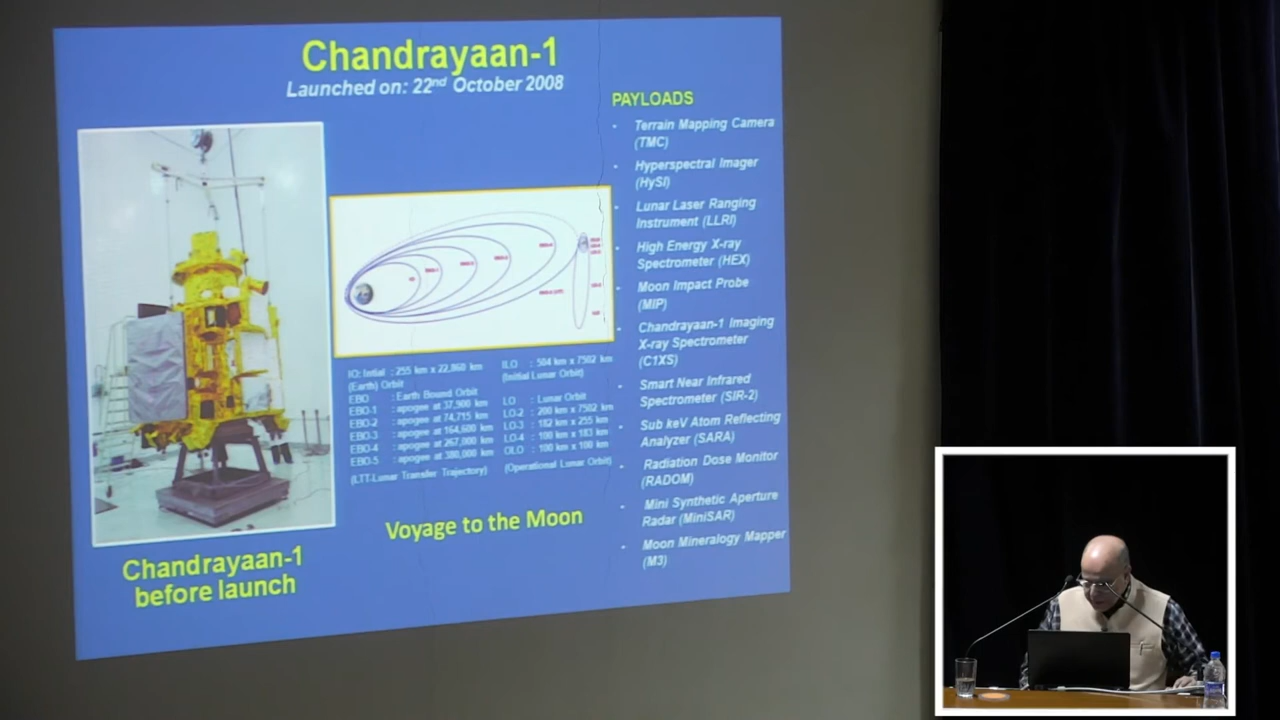 Chandrayaan-1
Launched on: 22nd October 2008
PAYLOADS
Terrain Mapping Camera
(TMC)
Hyperspectral Imager
(HySI)
Lunar Laser Ranging
Instrument (LLRI)
High Energy X-ray
Spectrometer (HEX)
Moon Impact Probe
(MIP)
Chandrayaan-1 Imaging
X-ray Spectrometer
(C1XS)
Smart Near Infrared
Spectrometer (SIR-2)
Sub keV Atom Reflecting
Analyzer (SARA)
Radiation Dose Monitor
(RADOM)
Mini Synthetic Aperture
Radar (MiniSAR)
Moon Mineralogy Mapper
(M3)
IO: Intial : 255 km x 22,860 km
(Earth) Orbit
EBO : Earth Bound Orbit
EBO-1 : apogee at 37,900 km
EBO-2 : apogee at 74,715 km
EBO-3 : apogee at 164,600 km
EBO-4 : apogee at 267,000 km
EBO-5 : apogee at 380,000 km
(LTT-Lunar Transfer Trajectory)
ILO : 504 km x 7502 km
(Initial Lunar Orbit)
LO : Lunar Orbit
LO-2 : 200 km x 7502 km
LO-3 : 182 km x 255 km
LO-4 : 100 km x 183 km
OLO : 100 km x 100 km
(Operational Lunar Orbit)
Voyage to the Moon
Chandrayaan-1
before launch